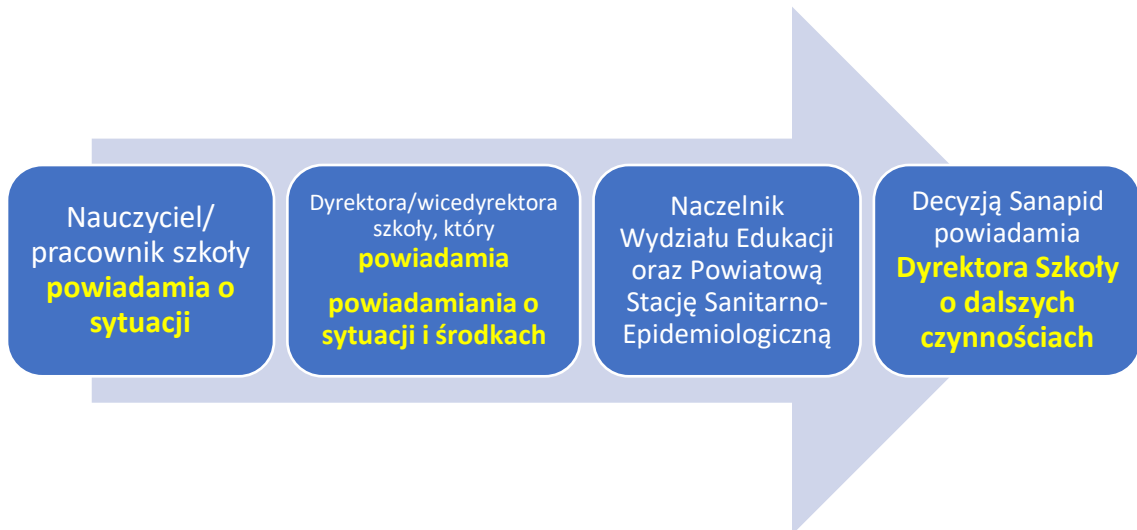 Nauczyciel/
pracownik szkoły
powiadamia o
sytuacji
Dyrektora/wicedyrektora
szkoły, który
powiadamia
powiadamiania o
sytuacji i środkach
Naczelnik
Wydziału Edukacji
oraz Powiatową
Stację Sanitarno-
Epidemiologiczną
Decyzją Sanapid
powiadamia
Dyrektora Szkoły
o dalszych
czynnościach